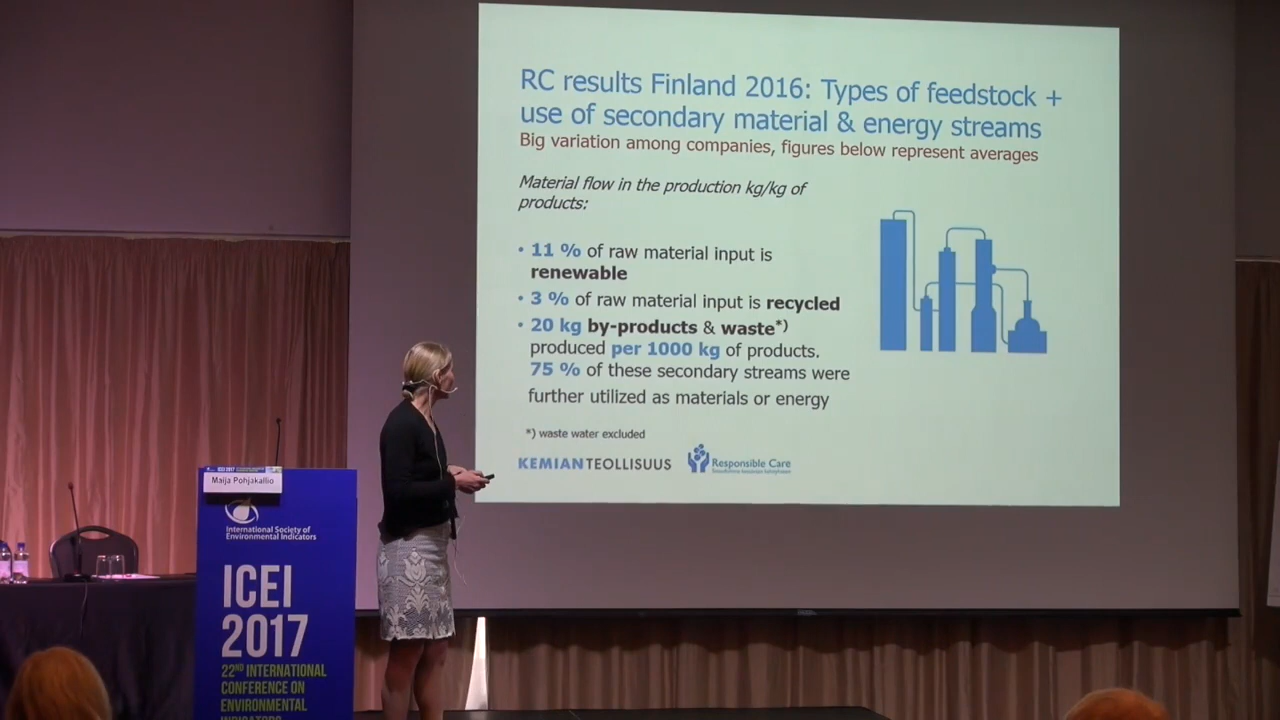 RC results Finland 2016: Types of feedstock +
use of secondary material & energy streams
Big variation among companies, figures below represent averages
Material flow in the production kg/kg of
products:
• 11 % of raw material input is
renewable
• 3 % of raw material input is recycled
• 20 kg by-products & waste*)
produced per 1000 kg of products.
75 % of these secondary streams were
further utilized as materials or energy
*) waste water excluded
KEMIANTEOLLISUUS
Responsible Care
ICEI 2017
Maija Pohjakallio
International Society of
Environmental Indicators
ICEI
2017
22ND INTERNATIONAL
CONFERENCE ON
ENVIRONMENTAL
INDICATORS